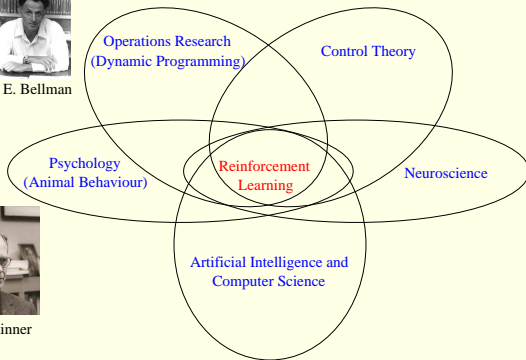 Operations Research
(Dynamic Programming)
Control Theory
E. Bellman
Psychology
(Animal Behaviour)
Reinforcement
Learning
Neuroscience
Artificial Intelligence and
Computer Science
inner